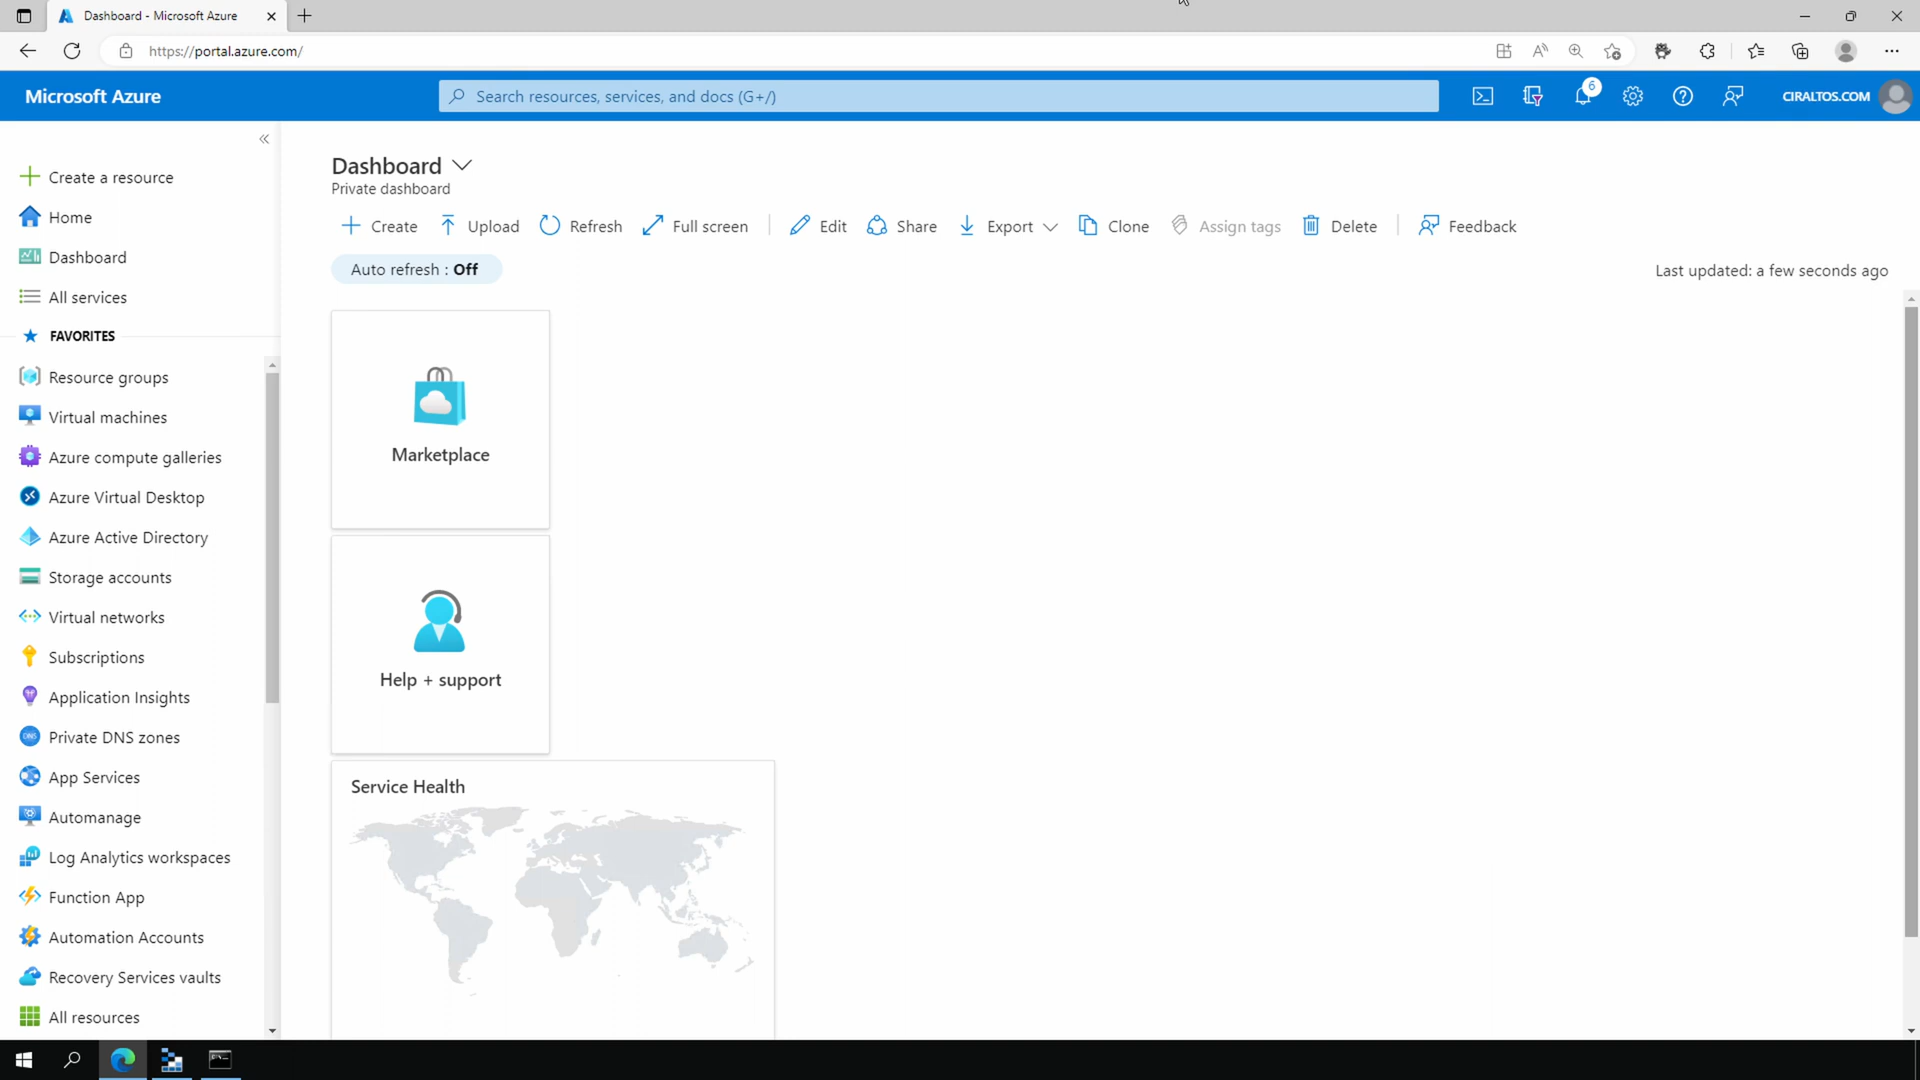 Dashboard - Microsoft Azure
https://portal.azure.com/
Microsoft Azure
Search resources, services, and docs (G+/)
6
CIRALTOS.COM
Create a resource
Home
Dashboard
All services
FAVORITES
Resource groups
Virtual machines
Azure compute galleries
Azure Virtual Desktop
Azure Active Directory
Storage accounts
Virtual networks
Subscriptions
Application Insights
Private DNS zones
App Services
Automanage
Log Analytics workspaces
Function App
Automation Accounts
Recovery Services vaults
All resources
Dashboard
Private dashboard
Create Upload Refresh Full screen Edit Share Export Clone Assign tags Delete Feedback
Auto refresh : Off
Last updated: a few seconds ago
Marketplace
Help + support
Service Health